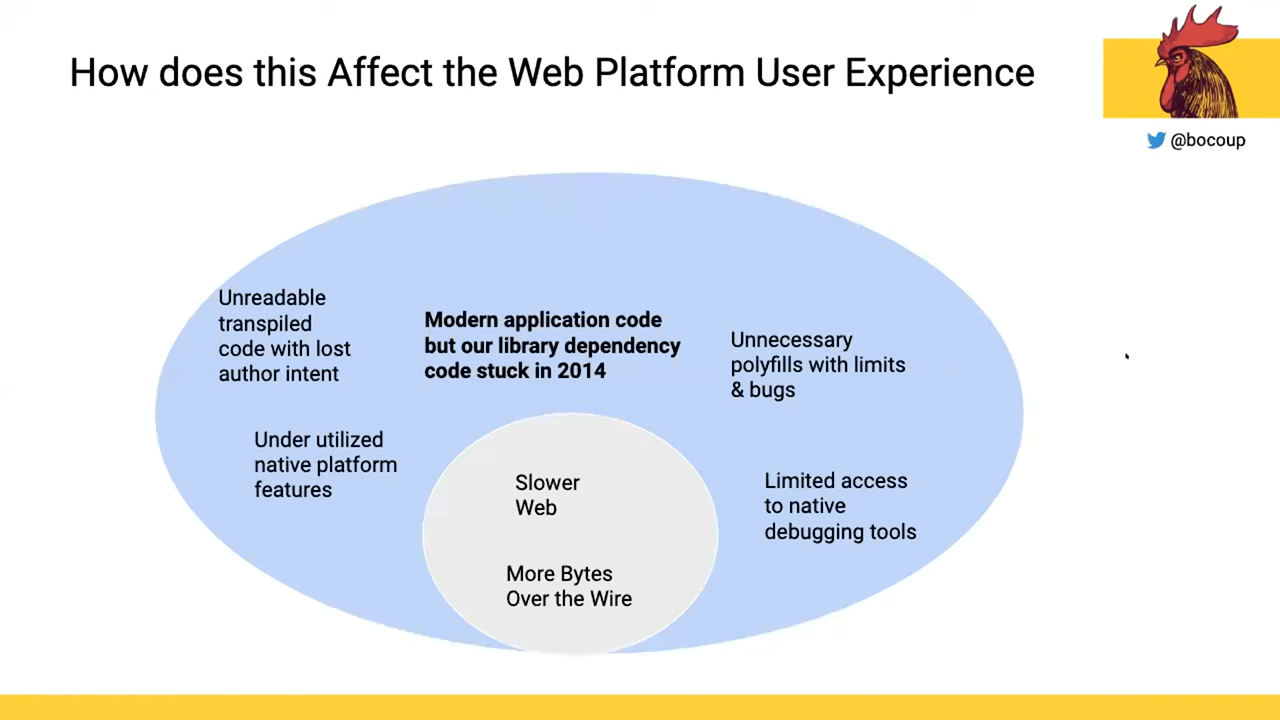 How does this Affect the Web Platform User Experience
@bocoup
Unreadable
transpiled
code with lost
author intent
Modern application code
but our library dependency
code stuck in 2014
Unnecessary
polyfills with limits
& bugs
Under utilized
native platform
features
Slower
Web
More Bytes
Over the Wire
Limited access
to native
debugging tools